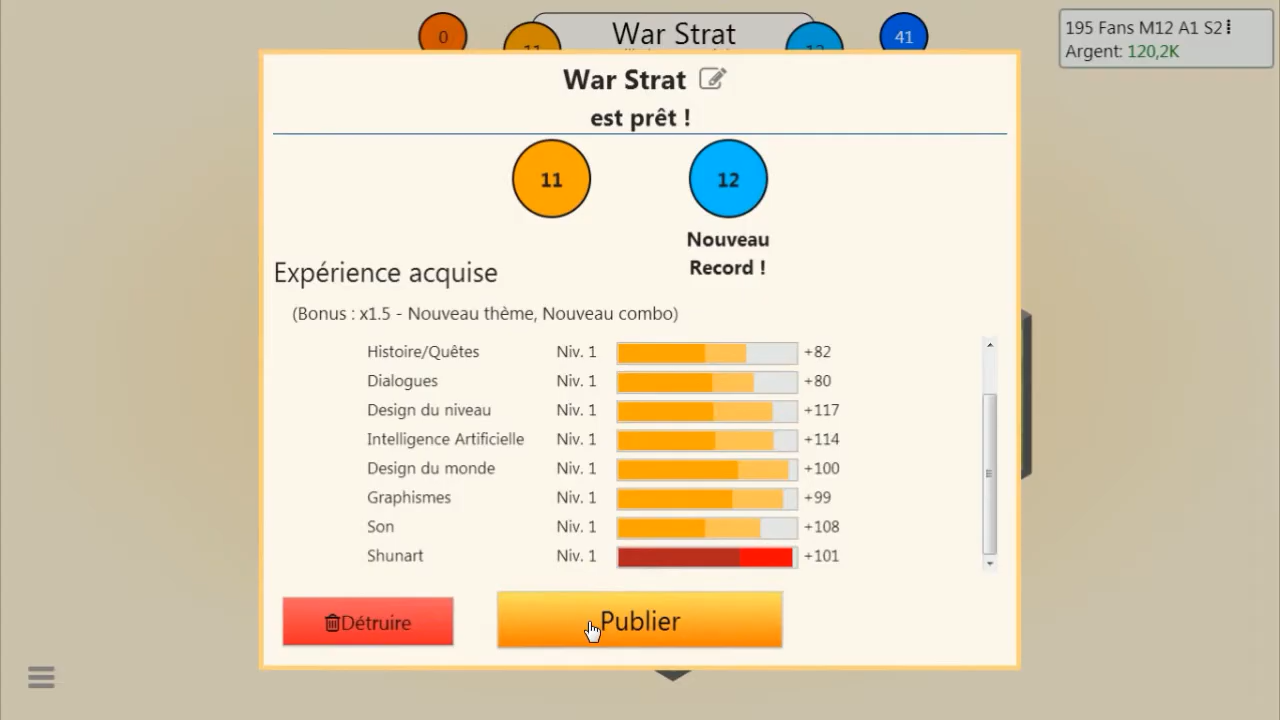 0
11
War Strat
12
41
195 Fans M12 A1 S2
Argent: 120,2K
War Strat
est prêt !
11
12
Nouveau
Record !
Expérience acquise
(Bonus : x1.5 - Nouveau thème, Nouveau combo)
Histoire/Quêtes Niv. 1 +82
Dialogues Niv. 1 +80
Design du niveau Niv. 1 +117
Intelligence Artificielle Niv. 1 +114
Design du monde Niv. 1 +100
Graphismes Niv. 1 +99
Son Niv. 1 +108
Shunart Niv. 1 +101
Détruire
Publier